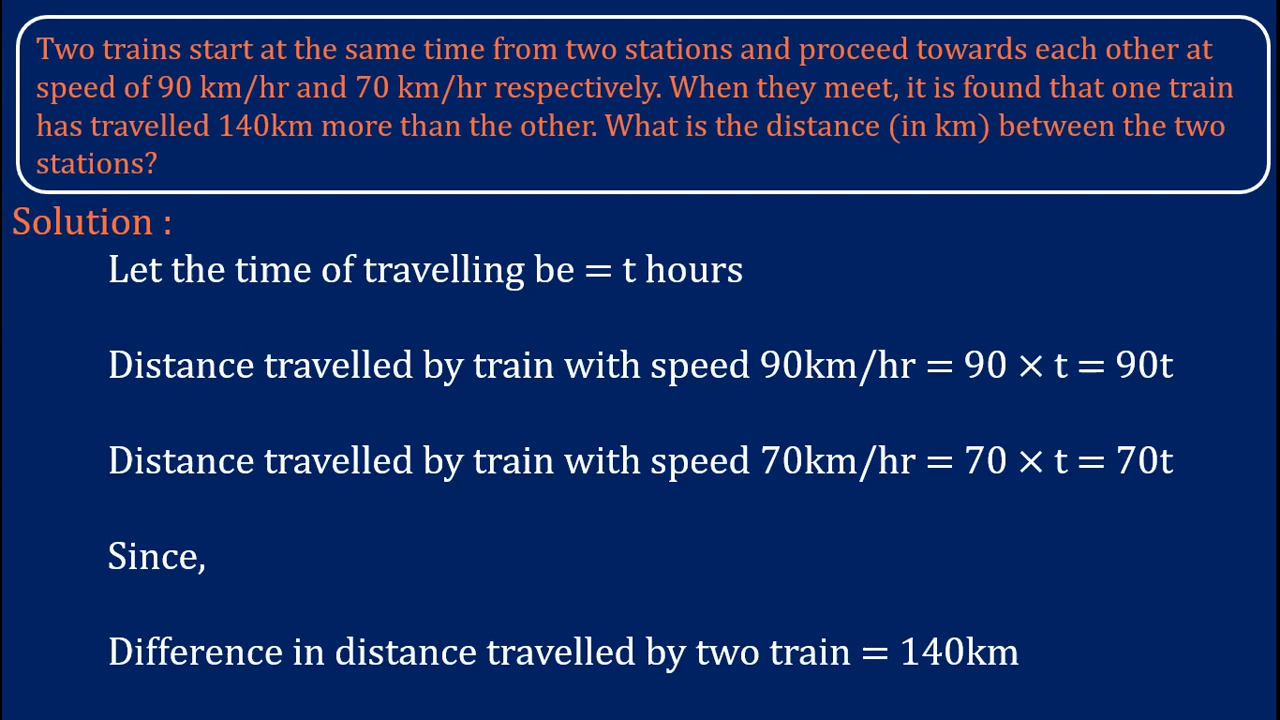 Two trains start at the same time from two stations and proceed towards each other at
speed of 90 km/hr and 70 km/hr respectively. When they meet, it is found that one train
has travelled 140km more than the other. What is the distance (in km) between the two
stations?
Solution :
Let the time of travelling be = t hours
Distance travelled by train with speed 90km/hr = 90 × t = 90t
Distance travelled by train with speed 70km/hr = 70 × t = 70t
Since,
Difference in distance travelled by two train = 140km